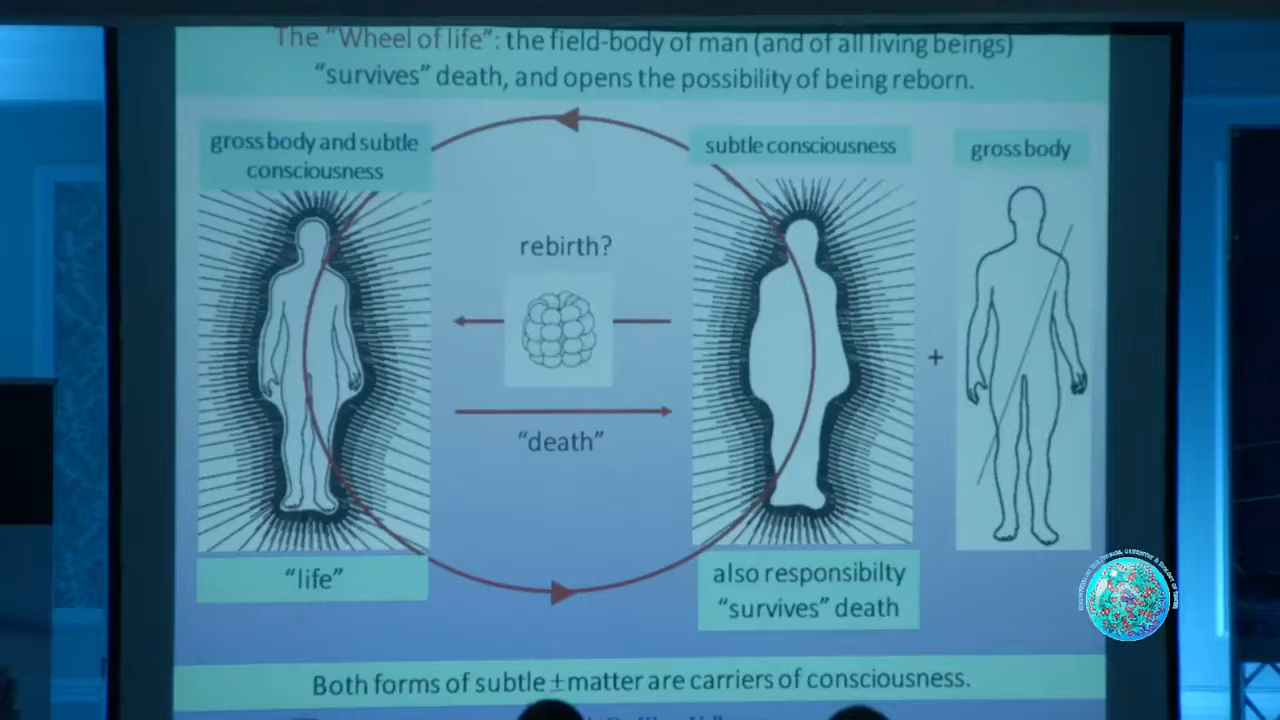 The "Wheel of life": the field-body of man (and of all living beings)
"survives" death, and opens the possibility of being reborn.
gross body and subtle
consciousness
subtle consciousness
gross body
rebirth?
+
"death"
"life"
also responsibilty
"survives" death
Both forms of subtle ±matter are carriers of consciousness.